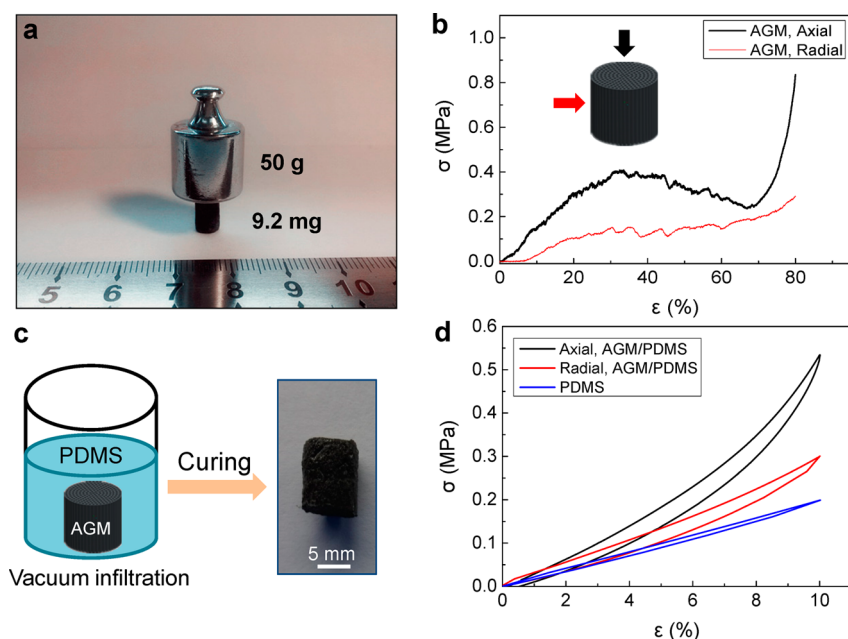 a
50 g
9.2 mg
5 6 7 8 9 10
b
AGM, Axial
AGM, Radial
σ (MPa)
1.0
0.8
0.6
0.4
0.2
0.0
0 20 40 60 80
ε (%)
c
PDMS
AGM
Curing
5 mm
Vacuum infiltration
d
Axial, AGM/PDMS
Radial, AGM/PDMS
PDMS
σ (MPa)
0.6
0.5
0.4
0.3
0.2
0.1
0.0
0 2 4 6 8 10
ε (%)